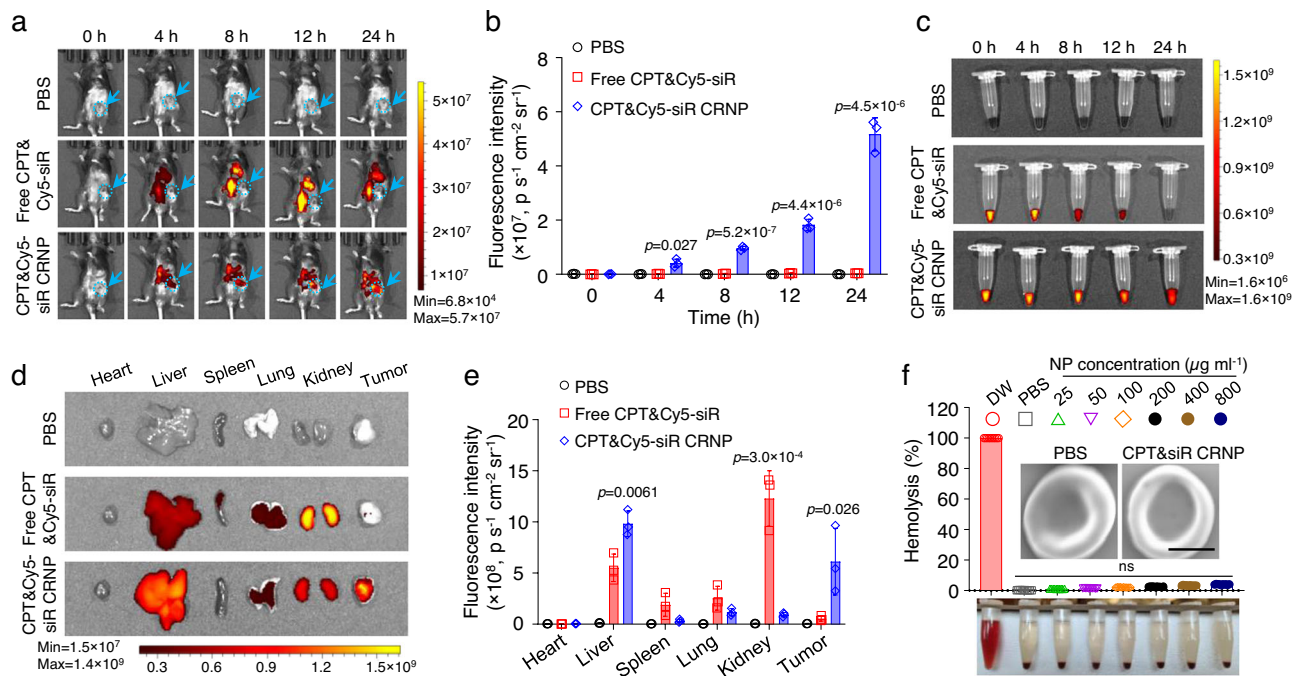 a
0 h 4 h 8 h 12 h 24 h
PBS
Free CPT&
Cy5-siR
CPT&Cy5-
siR CRNP
5×10⁷
4×10⁷
3×10⁷
2×10⁷
1×10⁷
Min=6.8×10⁴
Max=5.7×10⁷
b
PBS
Free CPT&Cy5-siR
CPT&Cy5-siR CRNP
Fluorescence intensity
(×10⁷, p s⁻¹ cm⁻² sr⁻¹)
8
6
4
2
0
p=0.027
p=5.2×10⁻⁷
p=4.4×10⁻⁶
p=4.5×10⁻⁶
0 4 8 12 24
Time (h)
c
0 h 4 h 8 h 12 h 24 h
PBS
Free CPT
&Cy5-siR
CPT&Cy5-
siR CRNP
1.5×10⁹
1.2×10⁹
0.9×10⁹
0.6×10⁹
0.3×10⁹
Min=1.6×10⁶
Max=1.6×10⁹
d
Heart Liver Spleen Lung Kidney Tumor
PBS
Free CPT
&Cy5-siR
CPT&Cy5-
siR CRNP
Min=1.5×10⁷
Max=1.4×10⁹
0.3 0.6 0.9 1.2 1.5×10⁹
e
PBS
Free CPT&Cy5-siR
CPT&Cy5-siR CRNP
Fluorescence intensity
(×10⁸, p s⁻¹ cm⁻² sr⁻¹)
20
15
10
5
0
p=0.0061
p=3.0×10⁻⁴
p=0.026
Heart Liver Spleen Lung Kidney Tumor
f
NP concentration (µg ml⁻¹)
DW PBS 25 50 100 200 400 800
Hemolysis (%)
120
100
80
60
40
20
0
PBS CPT&siR CRNP
ns